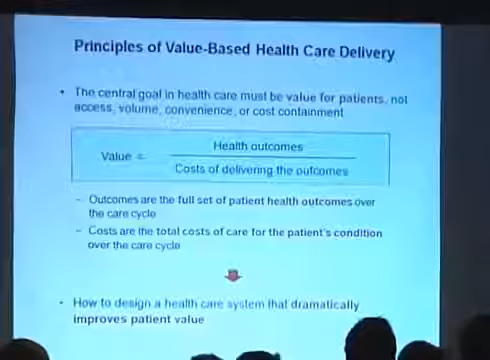 Principles of Value-Based Health Care Delivery
• The central goal in health care must be value for patients, not
access, volume, convenience, or cost containment
Health outcomes
Value =
Costs of delivering the outcomes
– Outcomes are the full set of patient health outcomes over
the care cycle
– Costs are the total costs of care for the patient's condition
over the care cycle
• How to design a health care system that dramatically
improves patient value